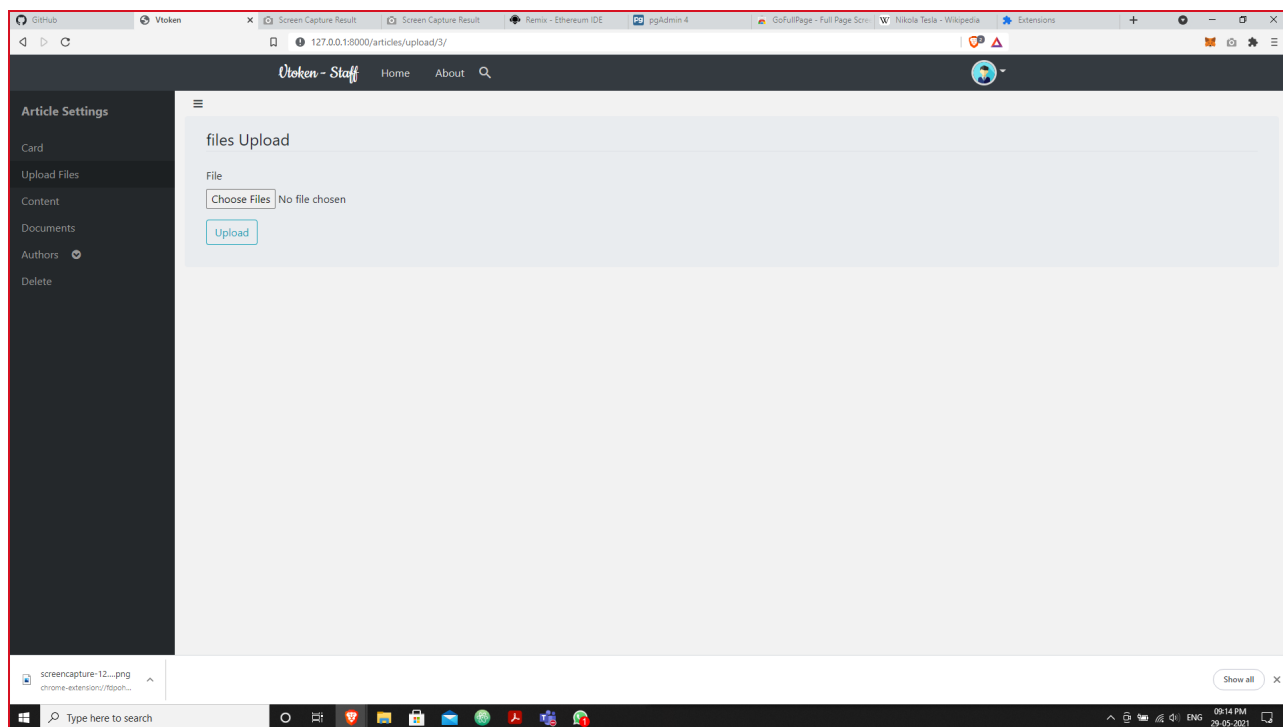 GitHub Vtoken Screen Capture Result Screen Capture Result Remix - Ethereum IDE pgAdmin 4 GoFullPage - Full Page Scre Nikola Tesla - Wikipedia Extensions
127.0.0.1:8000/articles/upload/3/
Vtoken - Staff Home About
Article Settings
Card
Upload Files
Content
Documents
Authors
Delete
files Upload
File
Choose Files No file chosen
Upload
screencapture-12....png
chrome-extension://fdpoh...
Show all
Type here to search
ENG
09:14 PM
29-05-2021